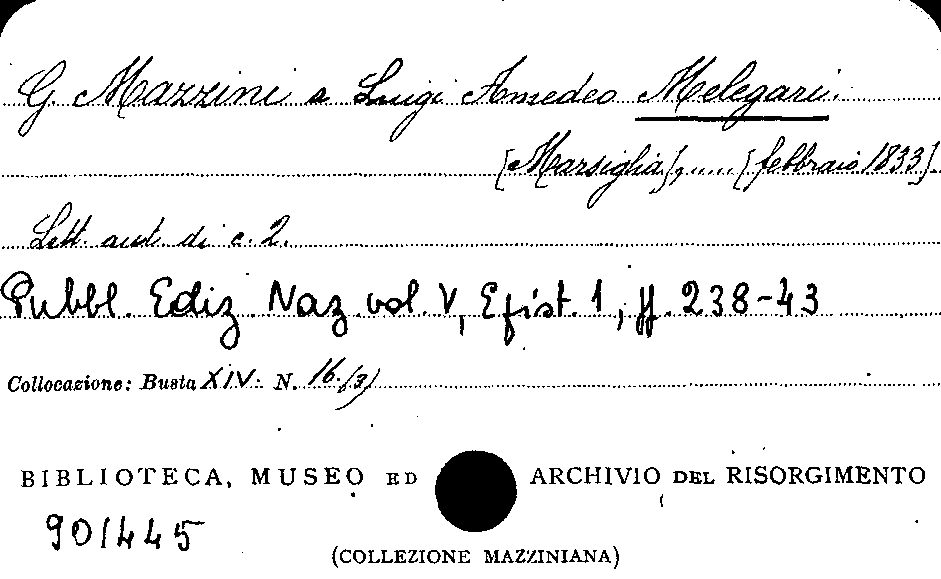 G. Mazzini a Luigi Amedeo Melegari.
[Marsiglia], ..... [febbraio 1833].
Lett. aut. di c. 2.
Pubbl. Ediz. Naz. vol. V, Epist. 1, pp. 238-43
Collocazione: Busta XIV. N. 16.(3)
BIBLIOTECA, MUSEO ED ARCHIVIO DEL RISORGIMENTO
901445
(COLLEZIONE MAZZINIANA)